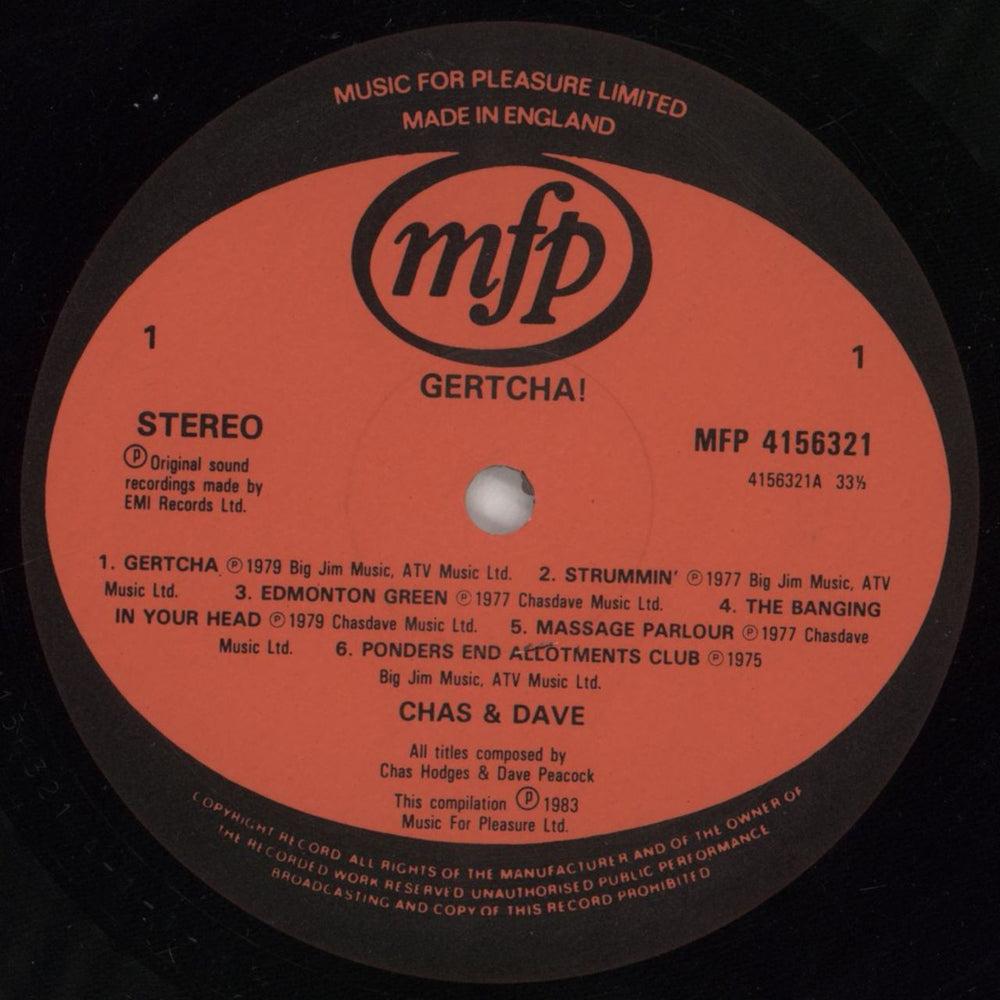 MUSIC FOR PLEASURE LIMITED
MADE IN ENGLAND
mfp
1
1
GERTCHA!
STEREO
MFP 4156321
Ⓟ Original sound
recordings made by
EMI Records Ltd.
4156321A 33⅓
1. GERTCHA Ⓟ 1979 Big Jim Music, ATV Music Ltd. 2. STRUMMIN' Ⓟ 1977 Big Jim Music, ATV
Music Ltd. 3. EDMONTON GREEN Ⓟ 1977 Chasdave Music Ltd. 4. THE BANGING
IN YOUR HEAD Ⓟ 1979 Chasdave Music Ltd. 5. MASSAGE PARLOUR Ⓟ 1977 Chasdave
Music Ltd. 6. PONDERS END ALLOTMENTS CLUB Ⓟ 1975
Big Jim Music, ATV Music Ltd.
CHAS & DAVE
All titles composed by
Chas Hodges & Dave Peacock
This compilation Ⓟ 1983
Music For Pleasure Ltd.
COPYRIGHT RECORD ALL RIGHTS OF THE MANUFACTURER AND OF THE OWNER OF
THE RECORDED WORK RESERVED UNAUTHORISED PUBLIC PERFORMANCE
BROADCASTING AND COPY OF THIS RECORD PROHIBITED